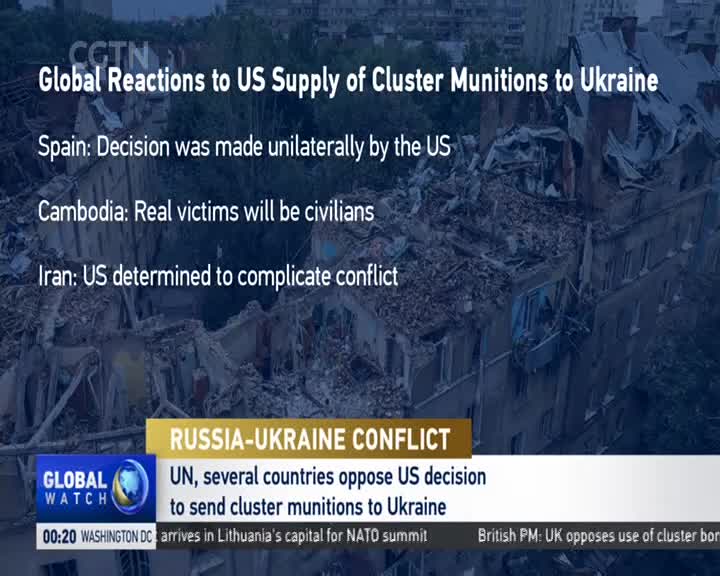 CGTN
Global Reactions to US Supply of Cluster Munitions to Ukraine
Spain: Decision was made unilaterally by the US
Cambodia: Real victims will be civilians
Iran: US determined to complicate conflict
RUSSIA-UKRAINE CONFLICT
UN, several countries oppose US decision
to send cluster munitions to Ukraine
GLOBAL
WATCH
00:20 WASHINGTON DC arrives in Lithuania's capital for NATO summit British PM: UK opposes use of cluster